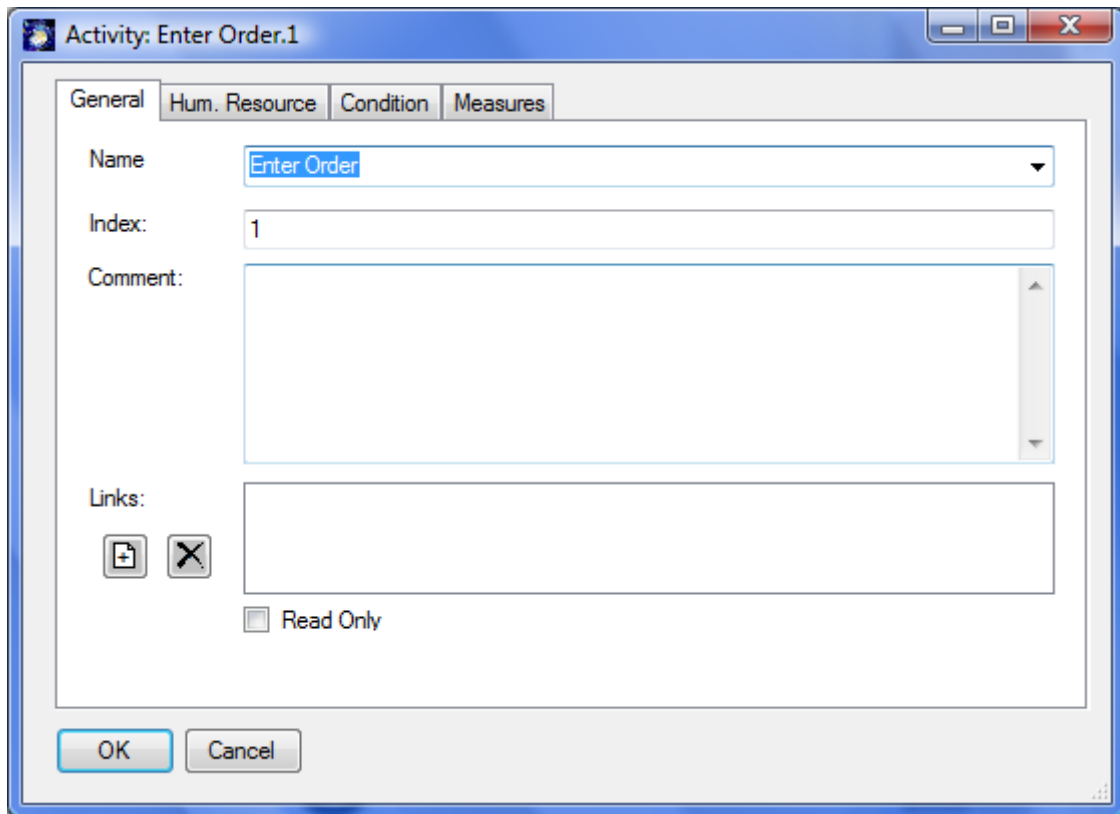 Activity: Enter Order.1
General Hum. Resource Condition Measures
Name Enter Order
Index: 1
Comment:
Links:
Read Only
OK Cancel